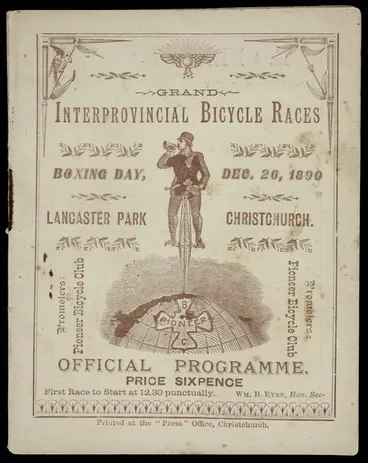 GRAND
INTERPROVINCIAL BICYCLE RACES
BOXING DAY, DEC. 26, 1890
LANCASTER PARK CHRISTCHURCH.
Promoters:
Pioneer Bicycle Club
Promoters:
Pioneer Bicycle Club
B
PIONEER
C
OFFICIAL PROGRAMME.
PRICE SIXPENCE
First Race to Start at 12.30 punctually. WM. B. EYRE, Hon. Sec.
Printed at the "Press" Office, Christchurch.